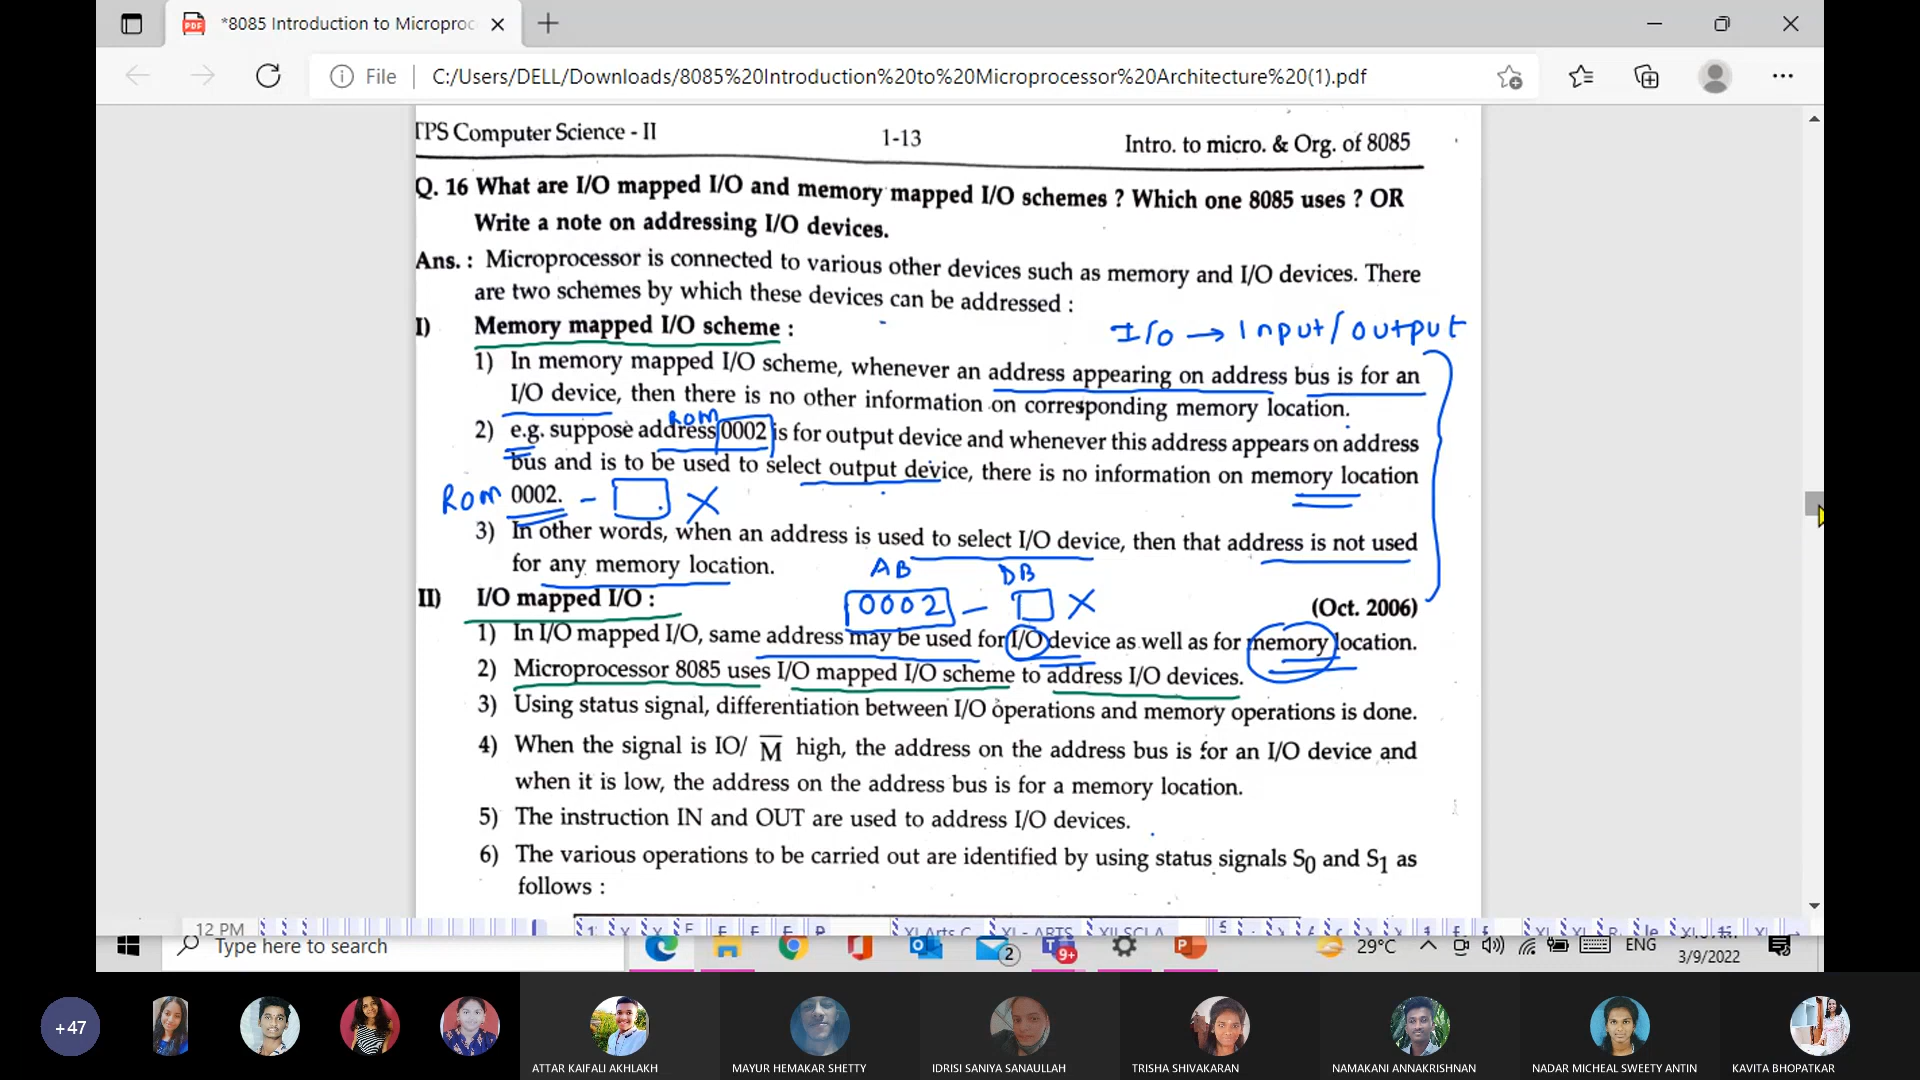 *8085 Introduction to Microproc
File
C:/Users/DELL/Downloads/8085%20Introduction%20to%20Microprocessor%20Architecture%20(1).pdf
TPS Computer Science - II 1-13 Intro. to micro. & Org. of 8085
Q. 16 What are I/O mapped I/O and memory mapped I/O schemes ? Which one 8085 uses ? OR
Write a note on addressing I/O devices.
Ans. : Microprocessor is connected to various other devices such as memory and I/O devices. There
are two schemes by which these devices can be addressed :
I) Memory mapped I/O scheme :
I/O → Input/output
1) In memory mapped I/O scheme, whenever an address appearing on address bus is for an
I/O device, then there is no other information on corresponding memory location.
ROM
2) e.g. suppose address 0002 is for output device and whenever this address appears on address
bus and is to be used to select output device, there is no information on memory location
ROM 0002. - X
3) In other words, when an address is used to select I/O device, then that address is not used
for any memory location.
AB DB
II) I/O mapped I/O : 0002 - X (Oct. 2006)
1) In I/O mapped I/O, same address may be used for I/O device as well as for memory location.
2) Microprocessor 8085 uses I/O mapped I/O scheme to address I/O devices.
3) Using status signal, differentiation between I/O operations and memory operations is done.
4) When the signal is IO/ M̅ high, the address on the address bus is for an I/O device and
when it is low, the address on the address bus is for a memory location.
5) The instruction IN and OUT are used to address I/O devices.
6) The various operations to be carried out are identified by using status signals S0 and S1 as
follows :
12 PM
Type here to search
2
9+
29°C
ENG
3/9/2022
+47
ATTAR KAIFALI AKHLAKH
MAYUR HEMAKAR SHETTY
IDRISI SANIYA SANAULLAH
TRISHA SHIVAKARAN
NAMAKANI ANNAKRISHNAN
NADAR MICHEAL SWEETY ANTIN
KAVITA BHOPATKAR